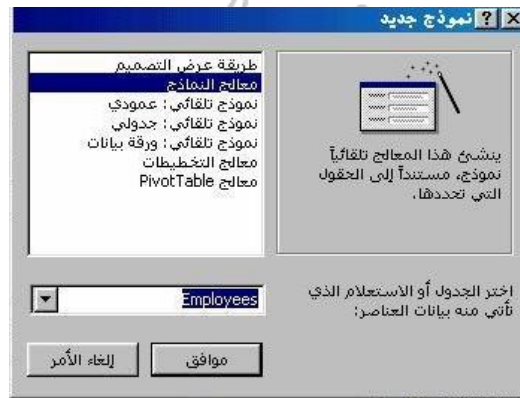 نموذج جديد
طريقة عرض التصميم
معالج النماذج
نموذج تلقائي: عمودي
نموذج تلقائي: جدولي
نموذج تلقائي: ورقة بيانات
معالج التخطيطات
معالج PivotTable
ينشئ هذا المعالج تلقائياً
نموذج، مستنداً إلى الحقول
التي تحددها.
اختر الجدول أو الاستعلام الذي
تأتي منه بيانات العناصر:
Employees
موافق
إلغاء الأمر